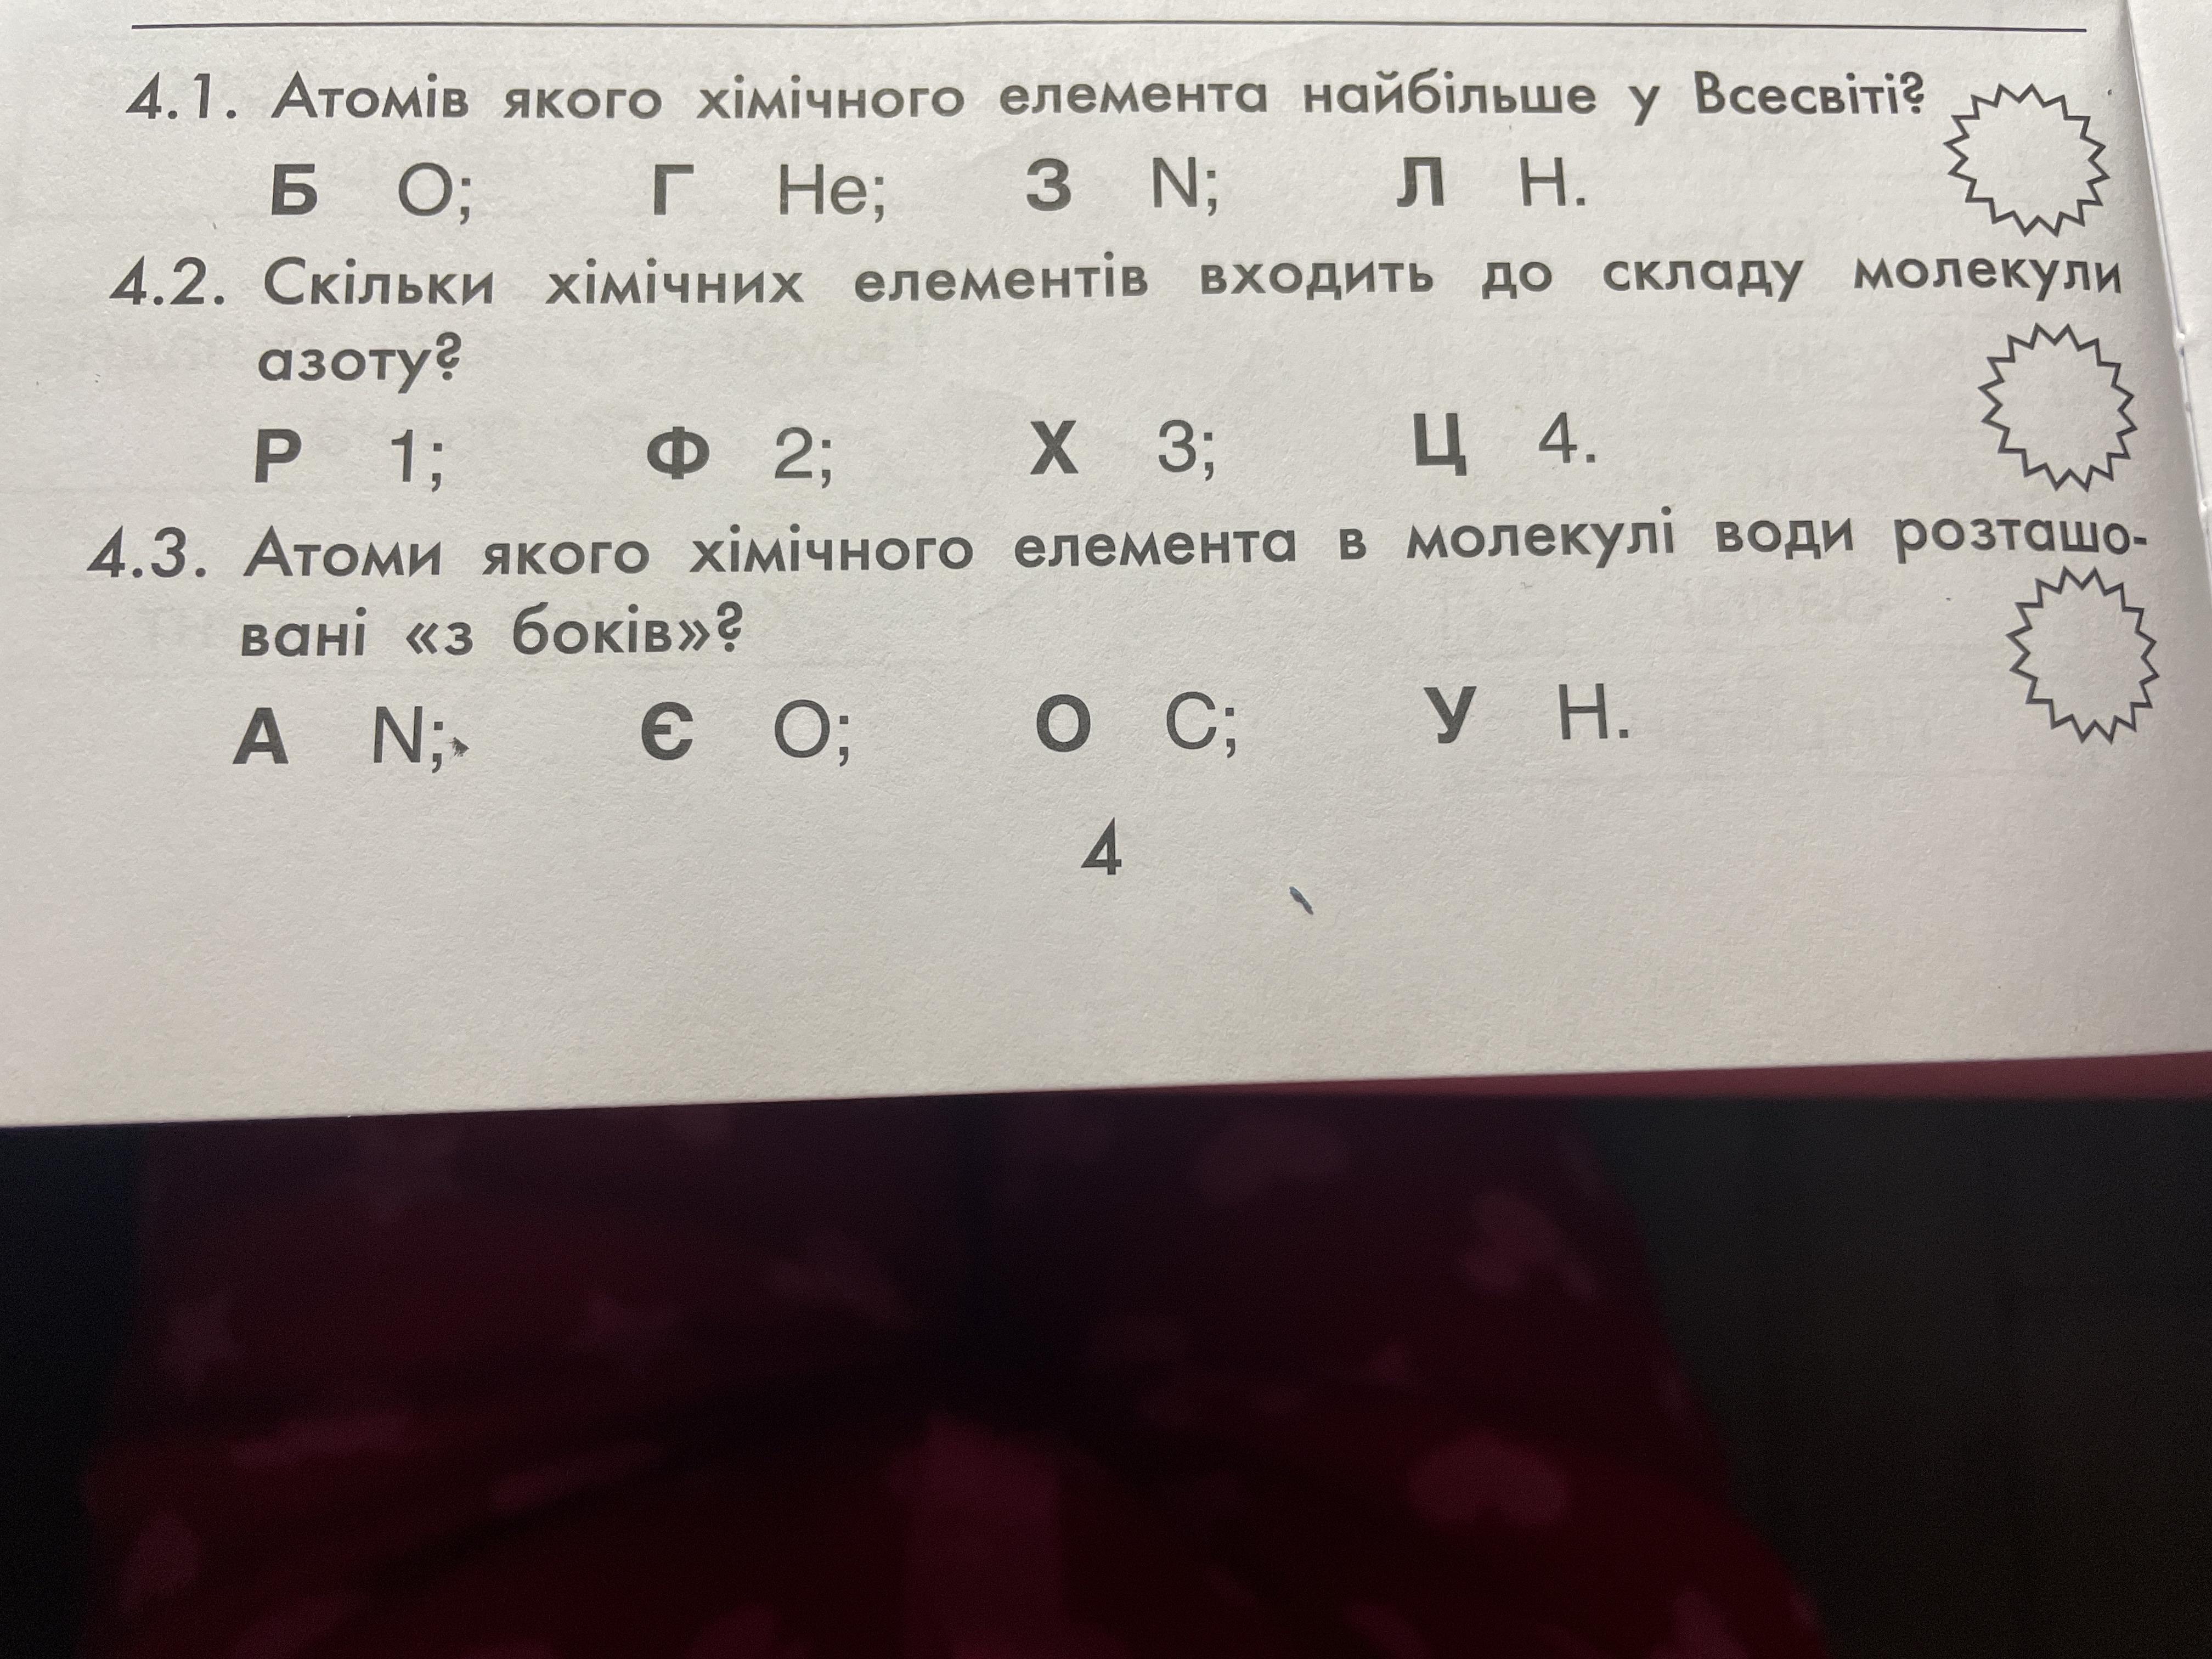 4.1. Атомів якого хімічного елемента найбільше у Всесвіті?
Б O; Г He; З N; Л H.
4.2. Скільки хімічних елементів входить до складу молекули
азоту?
Р 1; Ф 2; Х 3; Ц 4.
4.3. Атоми якого хімічного елемента в молекулі води розташо-
вані «з боків»?
А N; Є O; О C; У H.
4